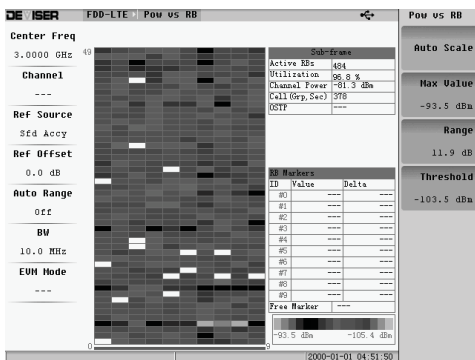 DEVISER FDD-LTE Pow vs RB
Pow vs RB
Center Freq
3.0000 GHz
Channel
---
Ref Source
Sfd Accy
Ref Offset
0.0 dB
Auto Range
Off
BW
10.0 MHz
EVM Mode
---
49
0
9
Sub-frame
Active RBs 484
Utilization 96.8 %
Channel Power -81.3 dBm
Cell(Grp,Sec) 378
OSTP ---
RB Markers
ID Value Delta
#0 --- ---
#1 --- ---
#2 --- ---
#3 --- ---
#4 --- ---
#5 --- ---
#6 --- ---
#7 --- ---
#8 --- ---
#9 --- ---
Free Marker --- ---
-93.5 dBm -105.4 dBm
2000-01-01 04:51:50
Auto Scale
Max Value
-93.5 dBm
Range
11.9 dB
Threshold
-103.5 dBm